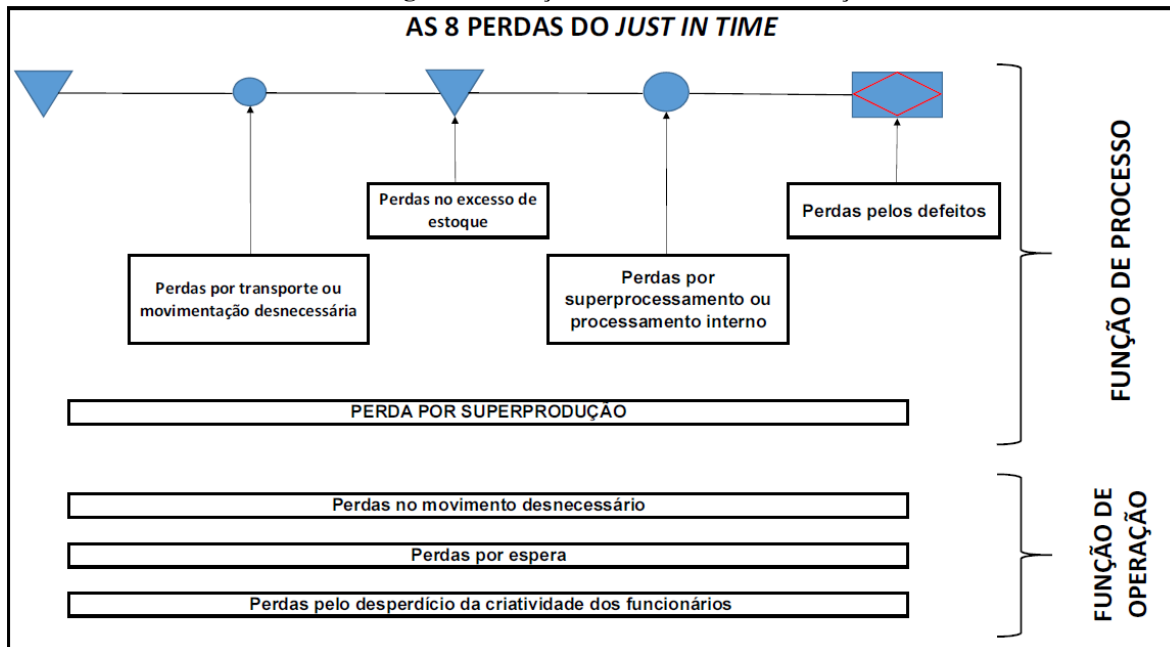 AS 8 PERDAS DO JUST IN TIME
Perdas no excesso de
estoque
Perdas pelos defeitos
Perdas por transporte ou
movimentação desnecessária
Perdas por
superprocessamento ou
processamento interno
PERDA POR SUPERPRODUÇÃO
FUNÇÃO DE PROCESSO
Perdas no movimento desnecessário
Perdas por espera
Perdas pelo desperdício da criatividade dos funcionários
FUNÇÃO DE
OPERAÇÃO